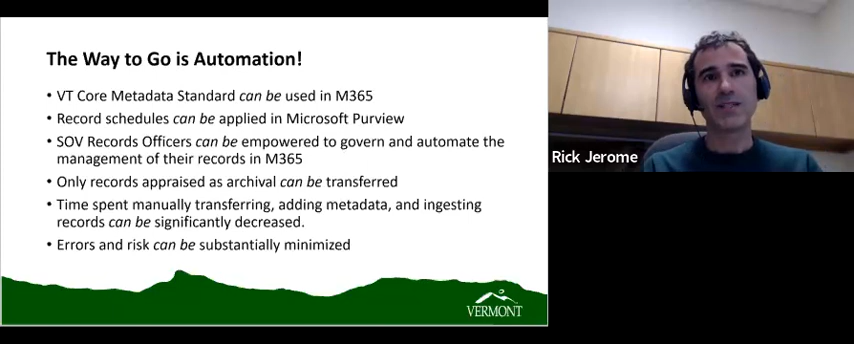 The Way to Go is Automation!
• VT Core Metadata Standard can be used in M365
• Record schedules can be applied in Microsoft Purview
• SOV Records Officers can be empowered to govern and automate the
management of their records in M365
• Only records appraised as archival can be transferred
• Time spent manually transferring, adding metadata, and ingesting
records can be significantly decreased.
• Errors and risk can be substantially minimized
VERMONT
Rick Jerome